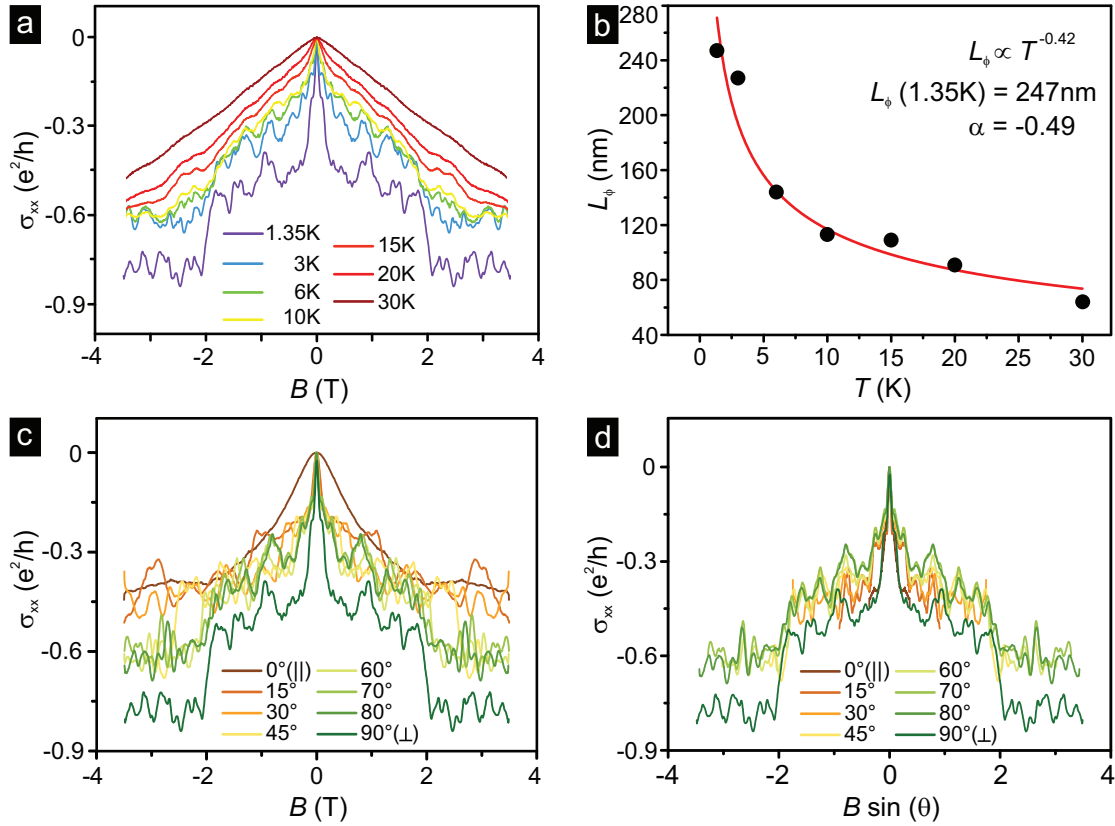 a
0
-0.3
-0.6
-0.9
σxx (e²/h)
1.35K
3K
6K
10K
15K
20K
30K
-4 -2 0 2 4
B (T)
b
280
240
200
160
120
80
40
Lϕ (nm)
Lϕ ∝ T^-0.42
Lϕ (1.35K) = 247nm
α = -0.49
0 5 10 15 20 25 30
T (K)
c
0
-0.3
-0.6
-0.9
σxx (e²/h)
0°(||)
15°
30°
45°
60°
70°
80°
90°(⊥)
-4 -2 0 2 4
B (T)
d
0
-0.3
-0.6
-0.9
σxx (e²/h)
0°(||)
15°
30°
45°
60°
70°
80°
90°(⊥)
-4 -2 0 2 4
B sin (θ)